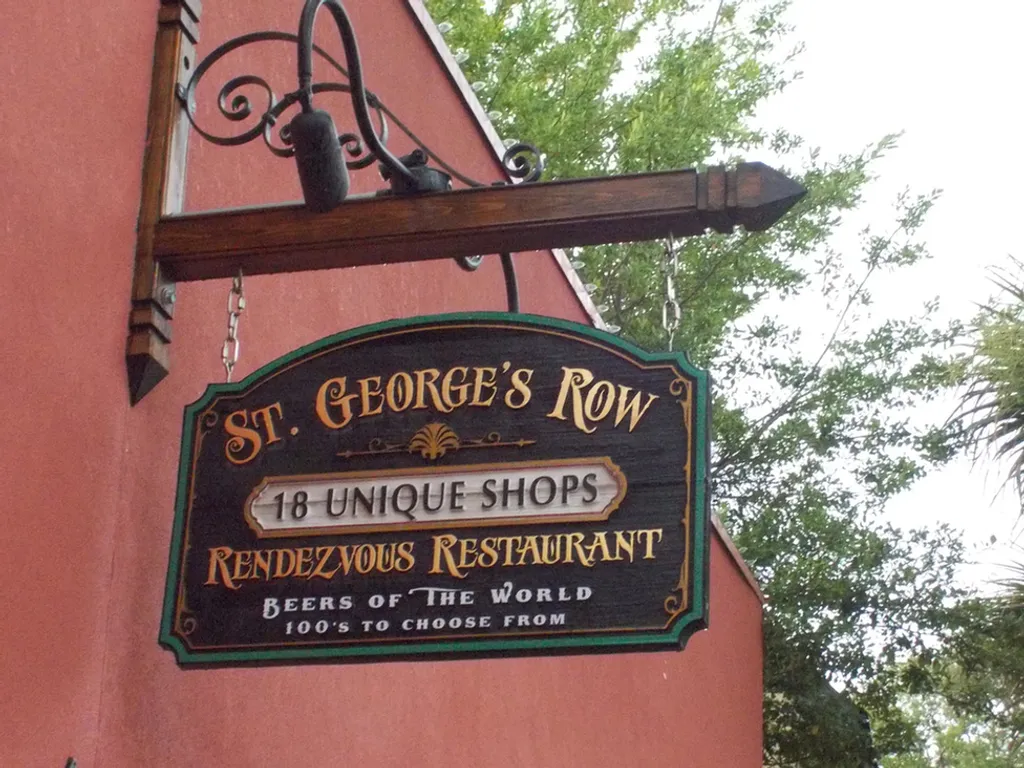 St. George's Row
18 UNIQUE SHOPS
Rendezvous Restaurant
Beers of The World
100's to choose from